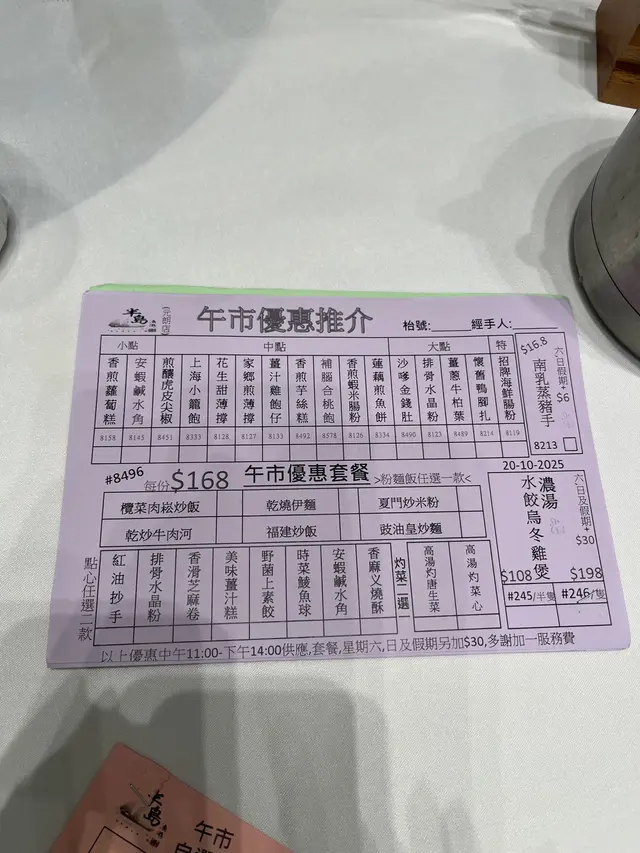 半島
(元朗店)
午市優惠推介
枱號:
經手人:
小點
中點
大點
特
香煎蘿蔔糕
安蝦鹹水角
煎釀虎皮尖椒
上海小籠飽
花生甜薄撐
家鄉煎薄撐
薑汁雞飽仔
香煎芋絲糕
補腦合桃飽
香煎蝦米腸粉
蓮藕煎魚餅
沙嗲金錢肚
排骨水晶粉
薑蔥牛柏葉
懷舊鴨腳扎
招牌海鮮腸粉
8158
8145
8451
8333
8128
8127
8133
8492
8578
8126
8334
8490
8123
8489
8214
8119
$16.8
南乳蒸豬手
六日假期+$6
8213
#8496
每份$168
午市優惠套餐
>粉麵飯任選一款<
欖菜肉崧炒飯
乾燒伊麵
夏門炒米粉
乾炒牛肉河
福建炒飯
豉油皇炒麵
點心任選二款
紅油抄手
排骨水晶粉
香滑芝麻卷
美味薑汁糕
野菌上素餃
時菜鯪魚球
安蝦鹹水角
香麻叉燒酥
灼菜二選一
高湯灼唐生菜
高湯灼菜心
20-10-2025
濃湯
水餃烏冬雞煲
六日及假期+$30
$108
$198
#245/半隻
#246/隻
以上優惠中午11:00-下午14:00供應,套餐,星期六,日及假期另加$30,多謝加一服務費
半島
午市